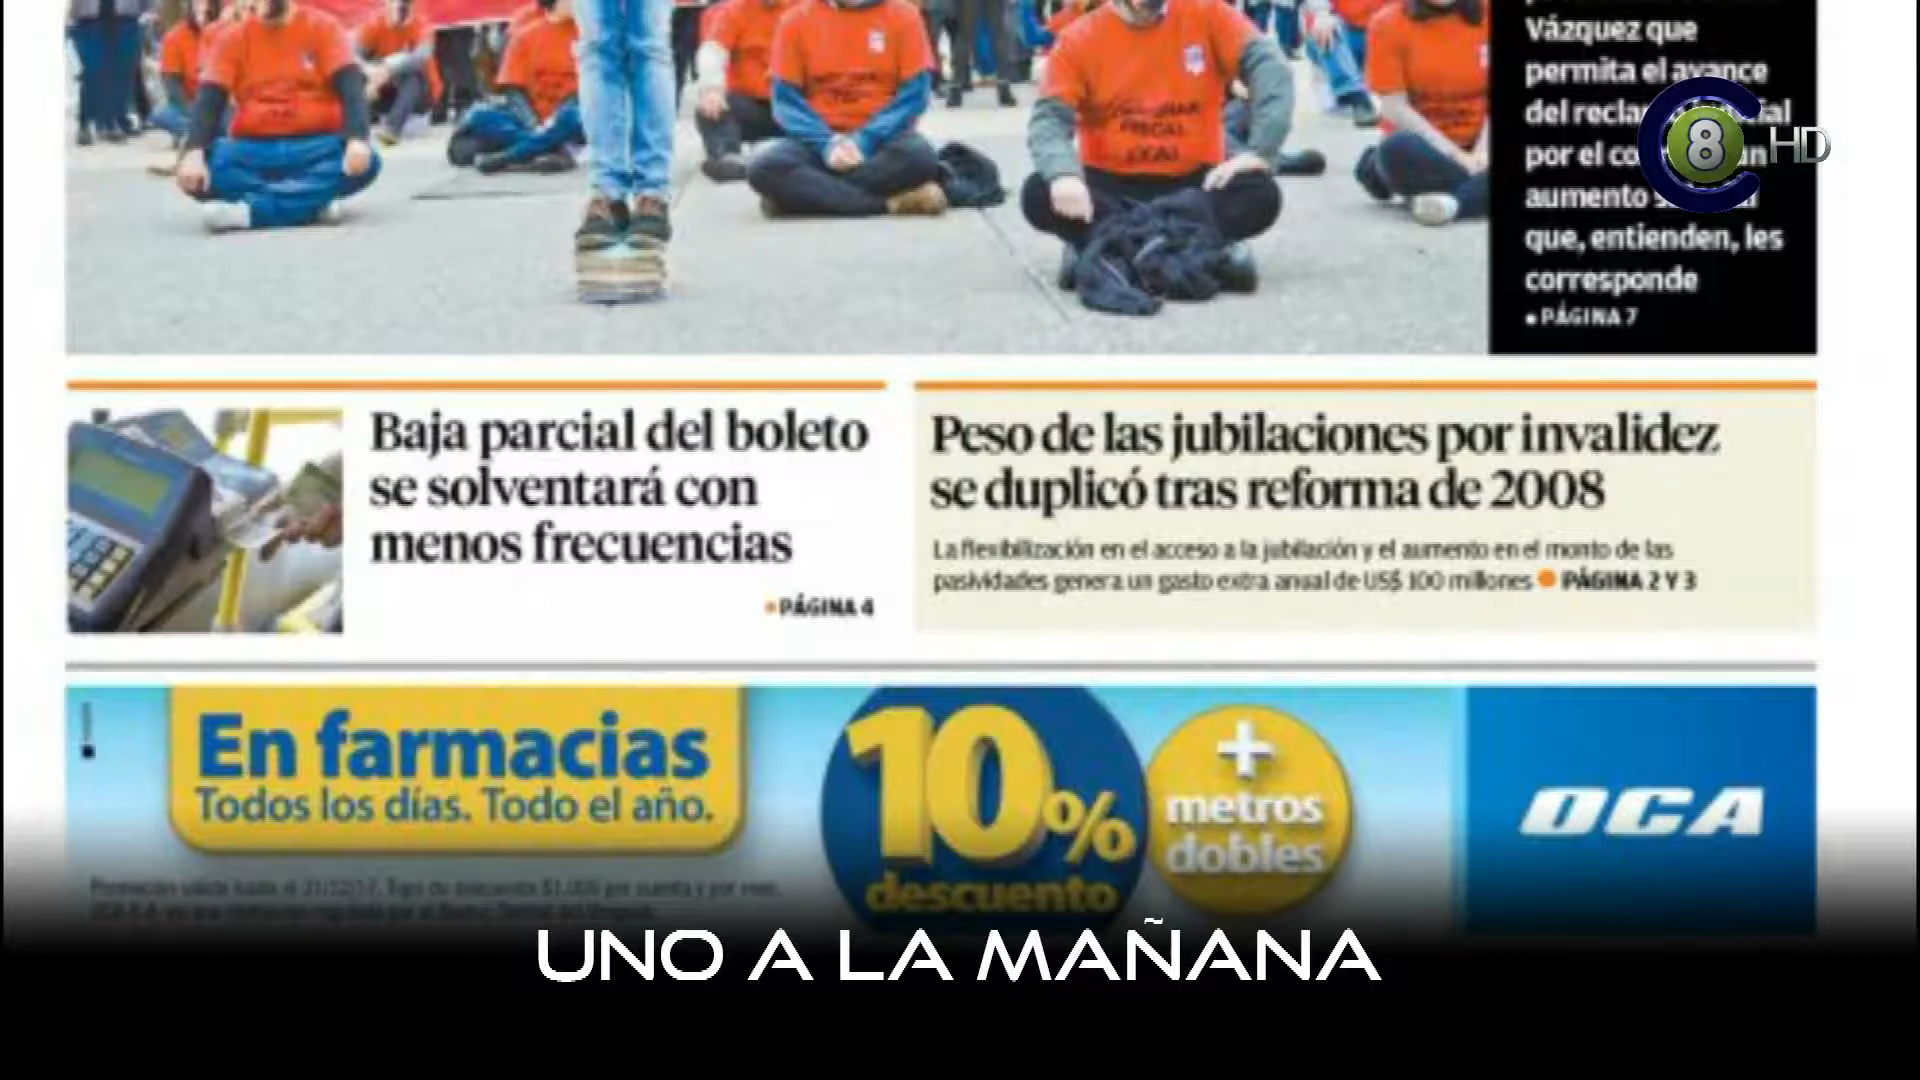 Vázquez que
permita el avance
del
por el
aumento
que, entienden, les
corresponde
• PÁGINA 7
8 HD
Baja parcial del boleto
se solventará con
menos frecuencias
• PÁGINA 4
Peso de las jubilaciones por invalidez
se duplicó tras reforma de 2008
La flexibilización en el acceso a la jubilación y el aumento en el monto de las
pasividades genera un gasto extra anual de US$ 100 millones • PÁGINA 2 Y 3
En farmacias
Todos los días. Todo el año.
10%
descuento
+
metros
dobles
OCA
UNO A LA MAÑANA